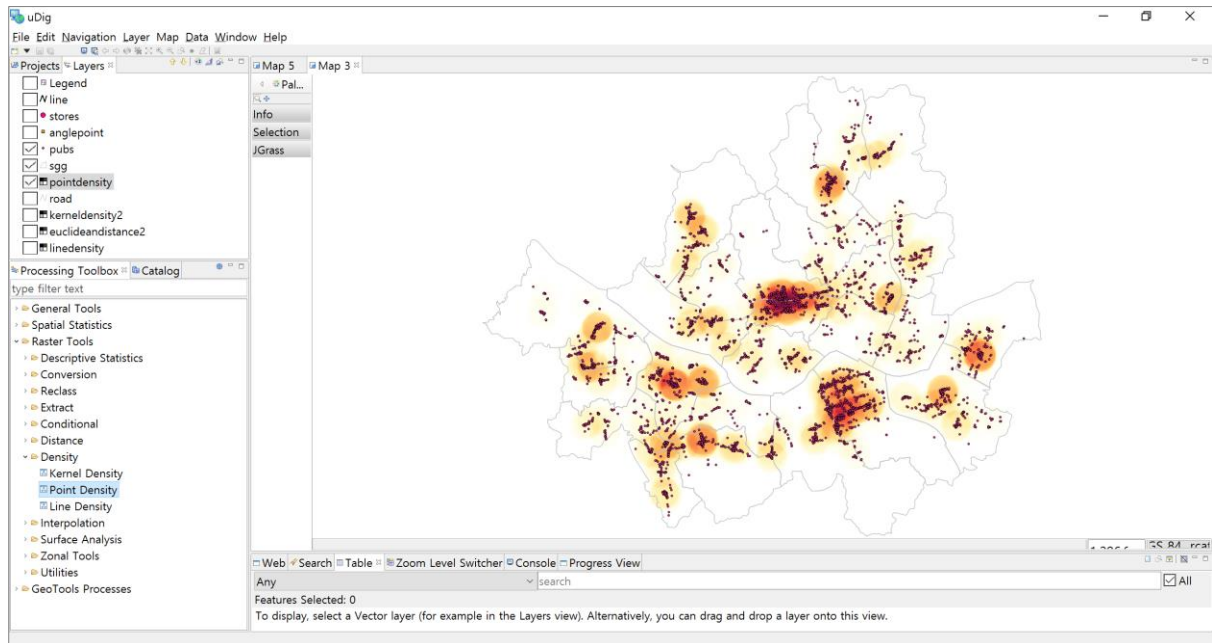 uDig
File Edit Navigation Layer Map Data Window Help
Projects Layers
Legend
line
stores
anglepoint
pubs
sgg
pointdensity
road
kerneldensity2
euclideandistance2
linedensity
Processing Toolbox Catalog
type filter text
General Tools
Spatial Statistics
Raster Tools
Descriptive Statistics
Conversion
Reclass
Extract
Conditional
Distance
Density
Kernel Density
Point Density
Line Density
Interpolation
Surface Analysis
Zonal Tools
Utilities
GeoTools Processes
Map 5 Map 3
Pal...
Info
Selection
JGrass
Web Search Table Zoom Level Switcher Console Progress View
Any search All
Features Selected: 0
To display, select a Vector layer (for example in the Layers view). Alternatively, you can drag and drop a layer onto this view.